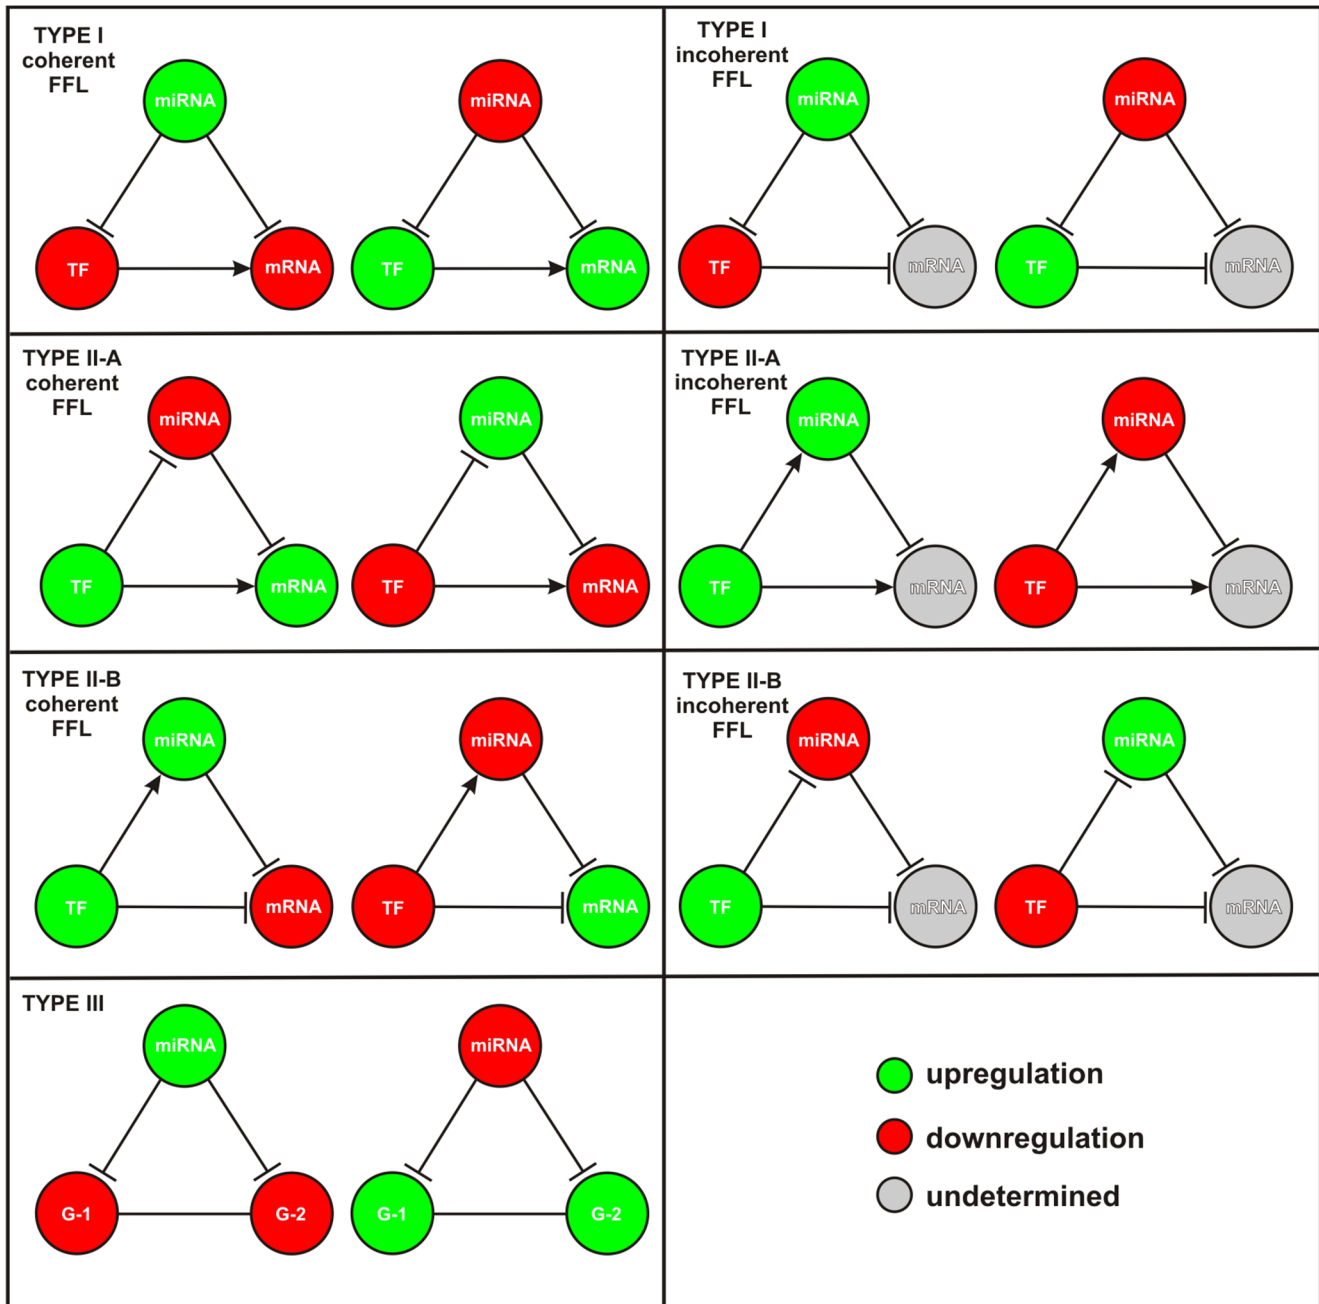 TYPE I
coherent
FFL
miRNA
miRNA
TF
mRNA
TF
mRNA
TYPE I
incoherent
FFL
miRNA
miRNA
TF
mRNA
TF
mRNA
TYPE II-A
coherent
FFL
miRNA
miRNA
TF
mRNA
TF
mRNA
TYPE II-A
incoherent
FFL
miRNA
miRNA
TF
mRNA
TF
mRNA
TYPE II-B
coherent
FFL
miRNA
miRNA
TF
mRNA
TF
mRNA
TYPE II-B
incoherent
FFL
miRNA
miRNA
TF
mRNA
TF
mRNA
TYPE III
miRNA
miRNA
G-1
G-2
G-1
G-2
upregulation
downregulation
undetermined